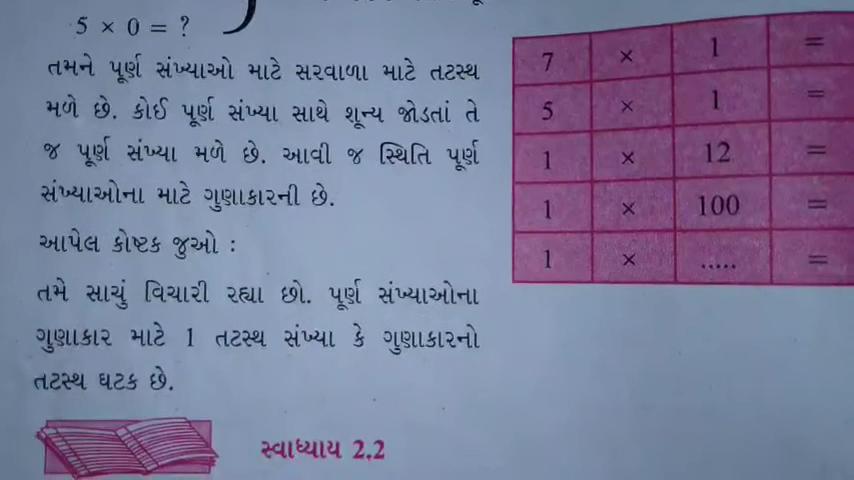 5 × 0 = ?
તમને પૂર્ણ સંખ્યાઓ માટે સરવાળા માટે તટસ્થ
મળે છે. કોઈ પૂર્ણ સંખ્યા સાથે શૂન્ય જોડતાં તે
જ પૂર્ણ સંખ્યા મળે છે. આવી જ સ્થિતિ પૂર્ણ
સંખ્યાઓના માટે ગુણાકારની છે.
આપેલ કોષ્ટક જુઓ :
તમે સાચું વિચારી રહ્યા છો. પૂર્ણ સંખ્યાઓના
ગુણાકાર માટે 1 તટસ્થ સંખ્યા કે ગુણાકારનો
તટસ્થ ઘટક છે.
7 × 1 =
5 × 1 =
1 × 12 =
1 × 100 =
1 × ..... =
સ્વાધ્યાય 2.2